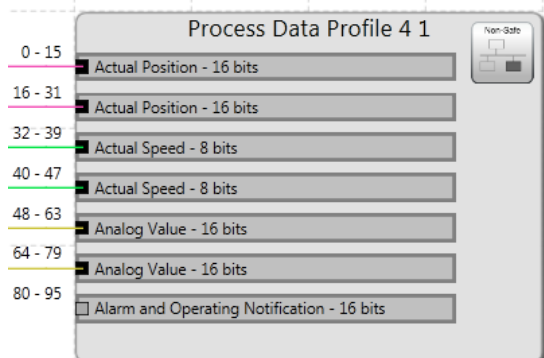 Process Data Profile 4 1
Non-Safe
0 - 15
Actual Position - 16 bits
16 - 31
Actual Position - 16 bits
32 - 39
Actual Speed - 8 bits
40 - 47
Actual Speed - 8 bits
48 - 63
Analog Value - 16 bits
64 - 79
Analog Value - 16 bits
80 - 95
Alarm and Operating Notification - 16 bits